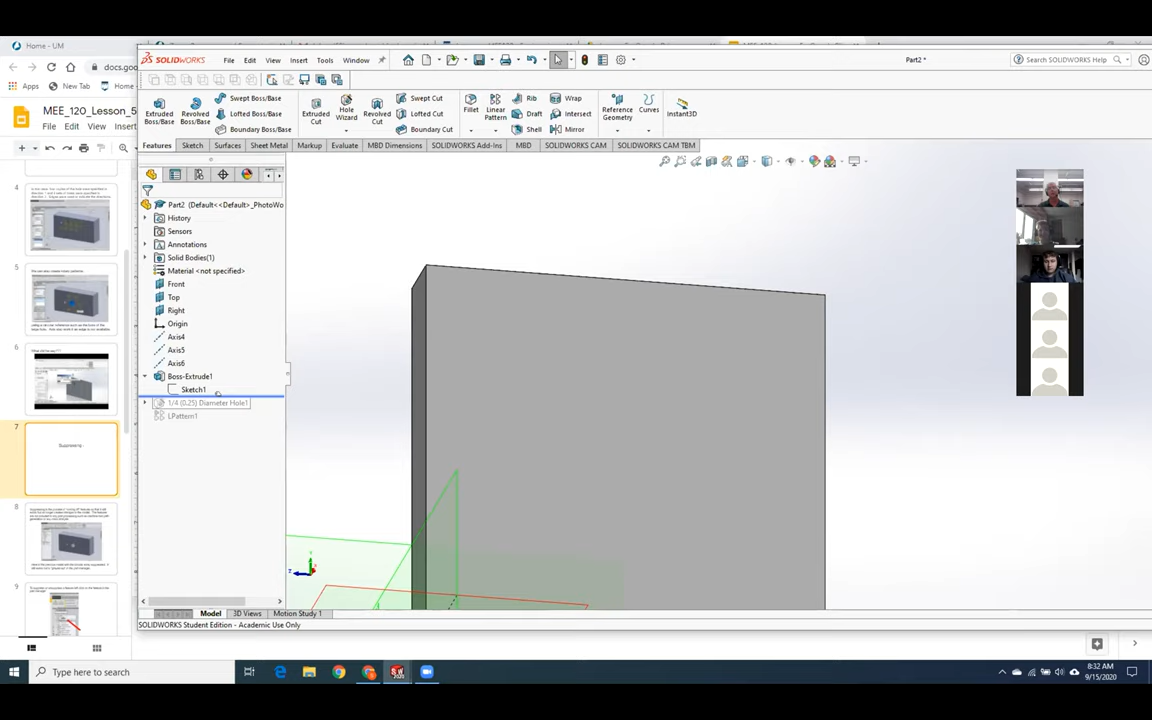 Home - UM
docs.goo
Apps
New Tab
Home
MEE_120_Lesson_5
File
Edit
View
Insert
4
5
6
7
Suppressing
8
9
SOLIDWORKS
File
View
Insert
Tools
Window
Part2 *
Search SOLIDWORKS Help
Extruded Boss/Base
Revolved Boss/Base
Swept Boss/Base
Lofted Boss/Base
Boundary Boss/Base
Extruded Cut
Hole Wizard
Revolved Cut
Swept Cut
Lofted Cut
Boundary Cut
Fillet
Linear Pattern
Rib
Draft
Shell
Wrap
Intersect
Mirror
Reference Geometry
Curves
Instant3D
Features
Sketch
Surfaces
Sheet Metal
Markup
Evaluate
MBD Dimensions
SOLIDWORKS Add-Ins
MBD
SOLIDWORKS CAM
SOLIDWORKS CAM TBM
Part2 (Default<<Default>_PhotoWo
History
Sensors
Annotations
Solid Bodies(1)
Material <not specified>
Front
Top
Right
Origin
Axis4
Axis5
Axis6
Boss-Extrude1
Sketch1
1/4 (0.25) Diameter Hole1
LPattern1
Model
3D Views
Motion Study 1
SOLIDWORKS Student Edition - Academic Use Only
Type here to search
8:32 AM
9/15/2020